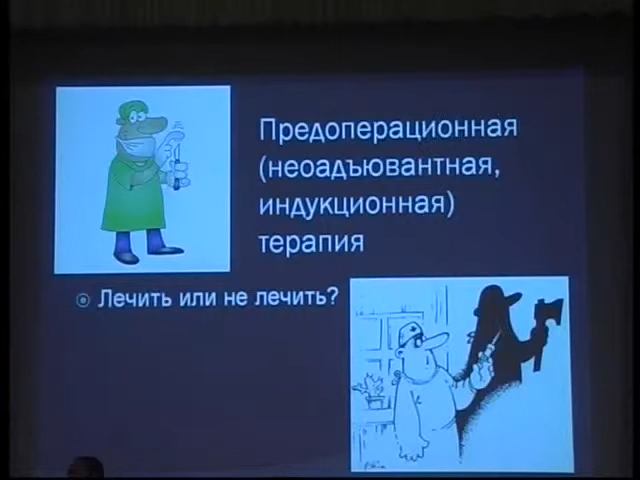 Предоперационная
(неоадъювантная,
индукционная)
терапия
Лечить или не лечить?